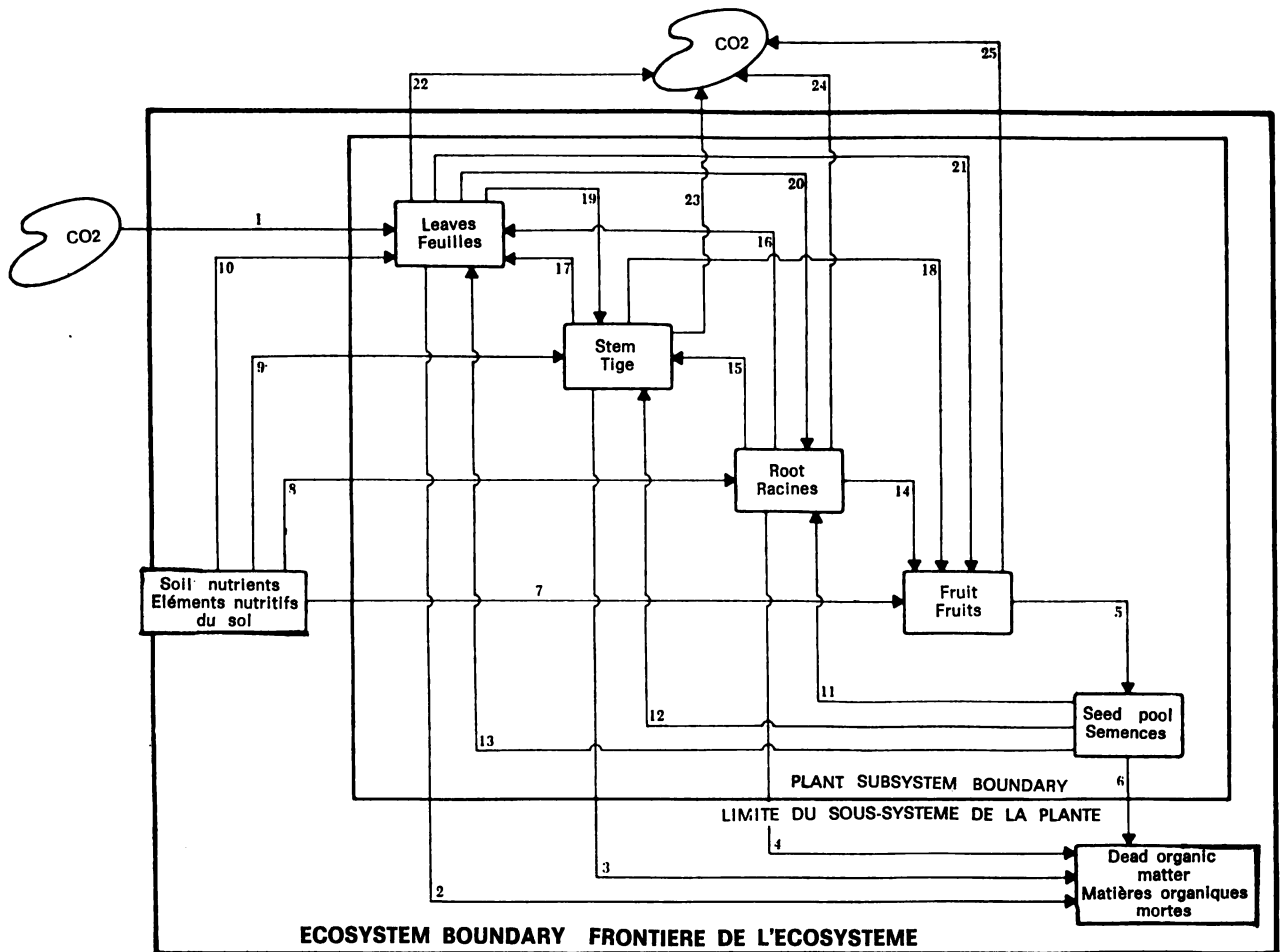 CO2
25
22
24
21
20
19
23
1
CO2
Leaves
Feuilles
16
10
17
18
Stem
Tige
9
15
Root
Racines
8
14
Soil nutrients
Eléments nutritifs
du sol
7
Fruit
Fruits
5
11
12
13
Seed pool
Semences
PLANT SUBSYSTEM BOUNDARY
6
LIMITE DU SOUS-SYSTEME DE LA PLANTE
4
3
2
Dead organic
matter
Matières organiques
mortes
ECOSYSTEM BOUNDARY FRONTIERE DE L'ECOSYSTEME